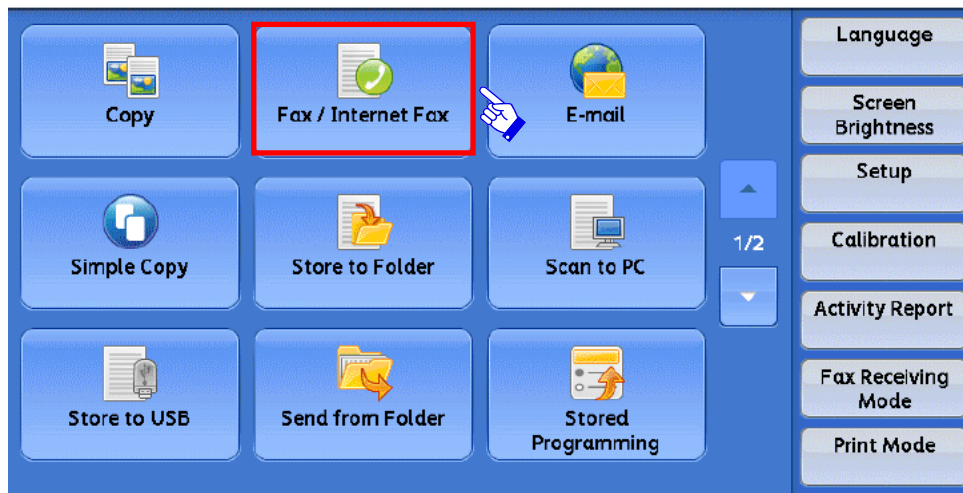 Copy
Fax / Internet Fax
E-mail
Simple Copy
Store to Folder
Scan to PC
Store to USB
Send from Folder
Stored
Programming
1/2
Language
Screen
Brightness
Setup
Calibration
Activity Report
Fax Receiving
Mode
Print Mode